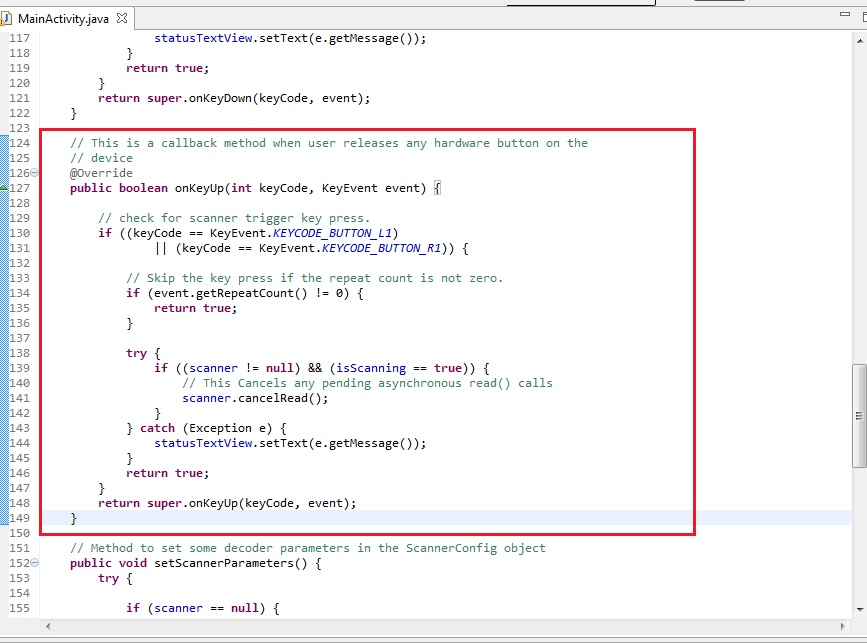 MainActivity.java
117 statusTextView.setText(e.getMessage());
118 }
119 return true;
120 }
121 return super.onKeyDown(keyCode, event);
122 }
123
124 // This is a callback method when user releases any hardware button on the
125 // device
126 @Override
127 public boolean onKeyUp(int keyCode, KeyEvent event) {
128
129 // check for scanner trigger key press.
130 if ((keyCode == KeyEvent.KEYCODE_BUTTON_L1)
131 || (keyCode == KeyEvent.KEYCODE_BUTTON_R1)) {
132
133 // Skip the key press if the repeat count is not zero.
134 if (event.getRepeatCount() != 0) {
135 return true;
136 }
137
138 try {
139 if ((scanner != null) && (isScanning == true)) {
140 // This Cancels any pending asynchronous read() calls
141 scanner.cancelRead();
142 }
143 } catch (Exception e) {
144 statusTextView.setText(e.getMessage());
145 }
146 return true;
147 }
148 return super.onKeyUp(keyCode, event);
149 }
150
151 // Method to set some decoder parameters in the ScannerConfig object
152 public void setScannerParameters() {
153 try {
154
155 if (scanner == null) {